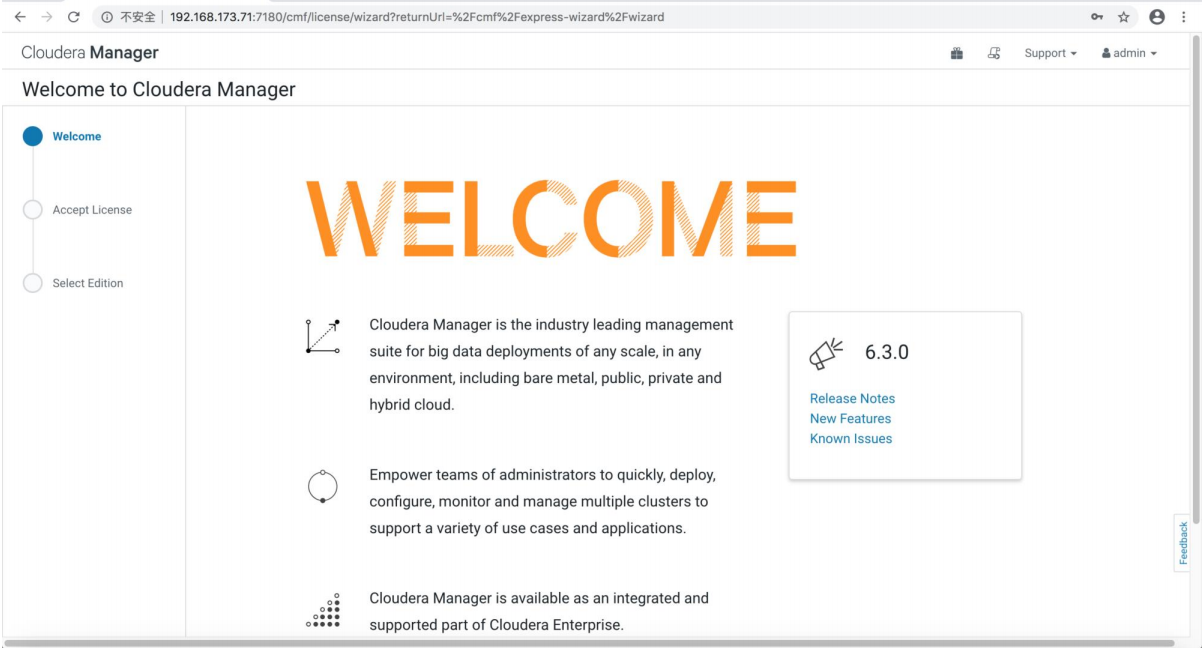 不安全 | 192.168.173.71:7180/cmf/license/wizard?returnUrl=%2Fcmf%2Fexpress-wizard%2Fwizard
Cloudera Manager
Support
admin
Welcome to Cloudera Manager
Welcome
Accept License
Select Edition
WELCOME
Cloudera Manager is the industry leading management
suite for big data deployments of any scale, in any
environment, including bare metal, public, private and
hybrid cloud.
Empower teams of administrators to quickly, deploy,
configure, monitor and manage multiple clusters to
support a variety of use cases and applications.
Cloudera Manager is available as an integrated and
supported part of Cloudera Enterprise.
6.3.0
Release Notes
New Features
Known Issues
Feedback